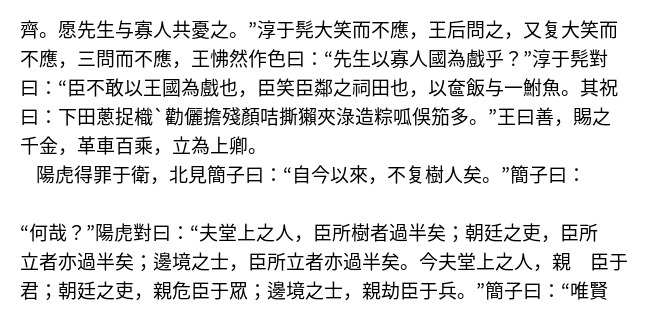 齊。愿先生与寡人共憂之。”淳于髡大笑而不應，王后問之，又复大笑而
不應，三問而不應，王怫然作色曰：“先生以寡人國為戲乎？”淳于髡對
曰：“臣不敢以王國為戲也，臣笑臣鄰之祠田也，以奩飯与一鮒魚。其祝
曰：下田蔥捉檝`勸儷擔殘顏咭撕獺夾淥造粽呱俁笳多。”王曰善，賜之
千金，革車百乘，立為上卿。
陽虎得罪于衛，北見簡子曰：“自今以來，不复樹人矣。”簡子曰：
“何哉？”陽虎對曰：“夫堂上之人，臣所樹者過半矣；朝廷之吏，臣所
立者亦過半矣；邊境之士，臣所立者亦過半矣。今夫堂上之人，親　臣于
君；朝廷之吏，親危臣于眾；邊境之士，親劫臣于兵。”簡子曰：“唯賢